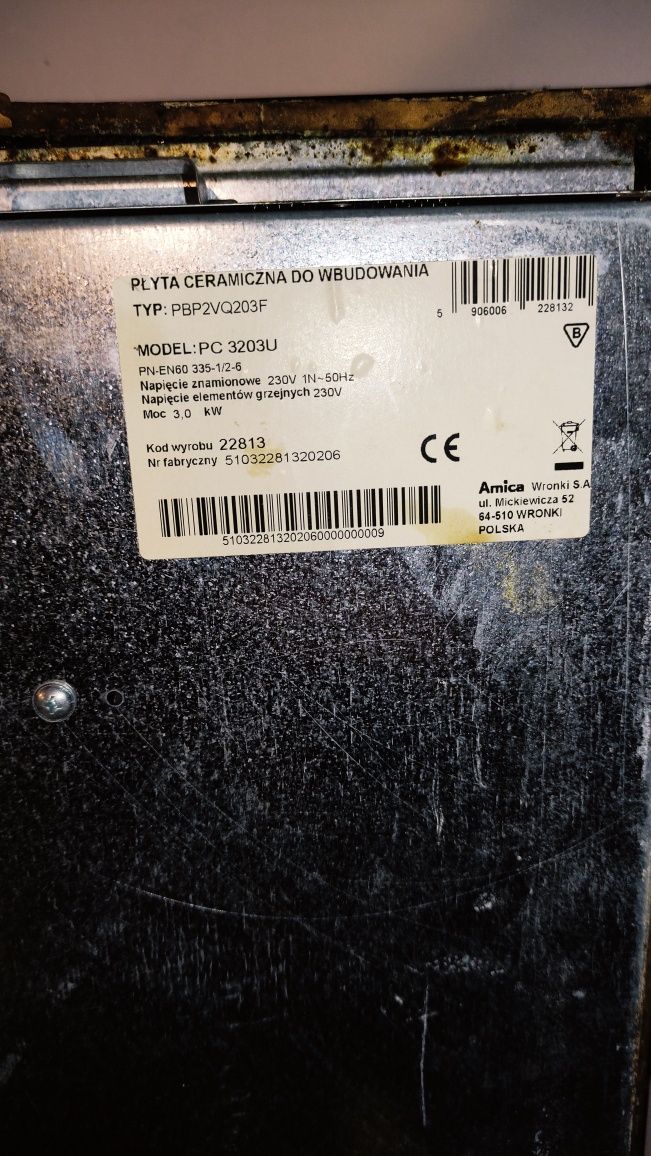 PŁYTA CERAMICZNA DO WBUDOWANIA
TYP: PBP2VQ203F
5 906006 228132
B
MODEL: PC 3203U
PN-EN60 335-1/2-6
Napięcie znamionowe 230V 1N~50Hz
Napięcie elementów grzejnych 230V
Moc 3,0 kW
Kod wyrobu 22813
Nr fabryczny 51032281320206
CE
Amica Wronki S.A
ul. Mickiewicza 52
64-510 WRONKI
POLSKA
510322813202060000000009